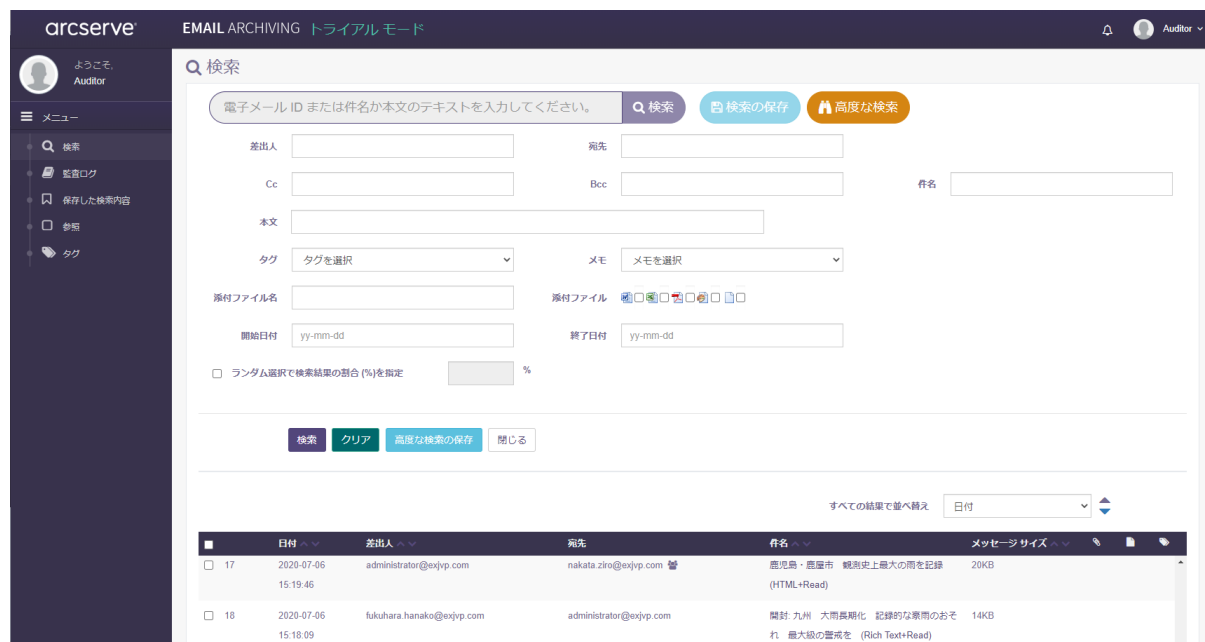 arcserve
EMAIL ARCHIVING トライアル モード
Auditor
ようこそ,
Auditor
検索
電子メール ID または件名か本文のテキストを入力してください。
検索
検索の保存
高度な検索
メニュー
検索
監査ログ
保存した検索内容
参照
タグ
差出人
宛先
Cc
Bcc
件名
本文
タグ タグを選択
メモ メモを選択
添付ファイル名
添付ファイル
開始日付 yy-mm-dd
終了日付 yy-mm-dd
ランダム選択で検索結果の割合 (%)を指定 %
検索 クリア 高度な検索の保存 閉じる
すべての結果で並べ替え 日付
日付 差出人 宛先 件名 メッセージ サイズ
17 2020-07-06 administrator@exjvp.com nakata.ziro@exjvp.com 鹿児島・鹿屋市 観測史上最大の雨を記録 20KB
15:19:46 (HTML+Read)
18 2020-07-06 fukuhara.hanako@exjvp.com administrator@exjvp.com 開封: 九州 大雨長期化 記録的な豪雨のおそ 14KB
15:18:09 れ 最大級の警戒を (Rich Text+Read)